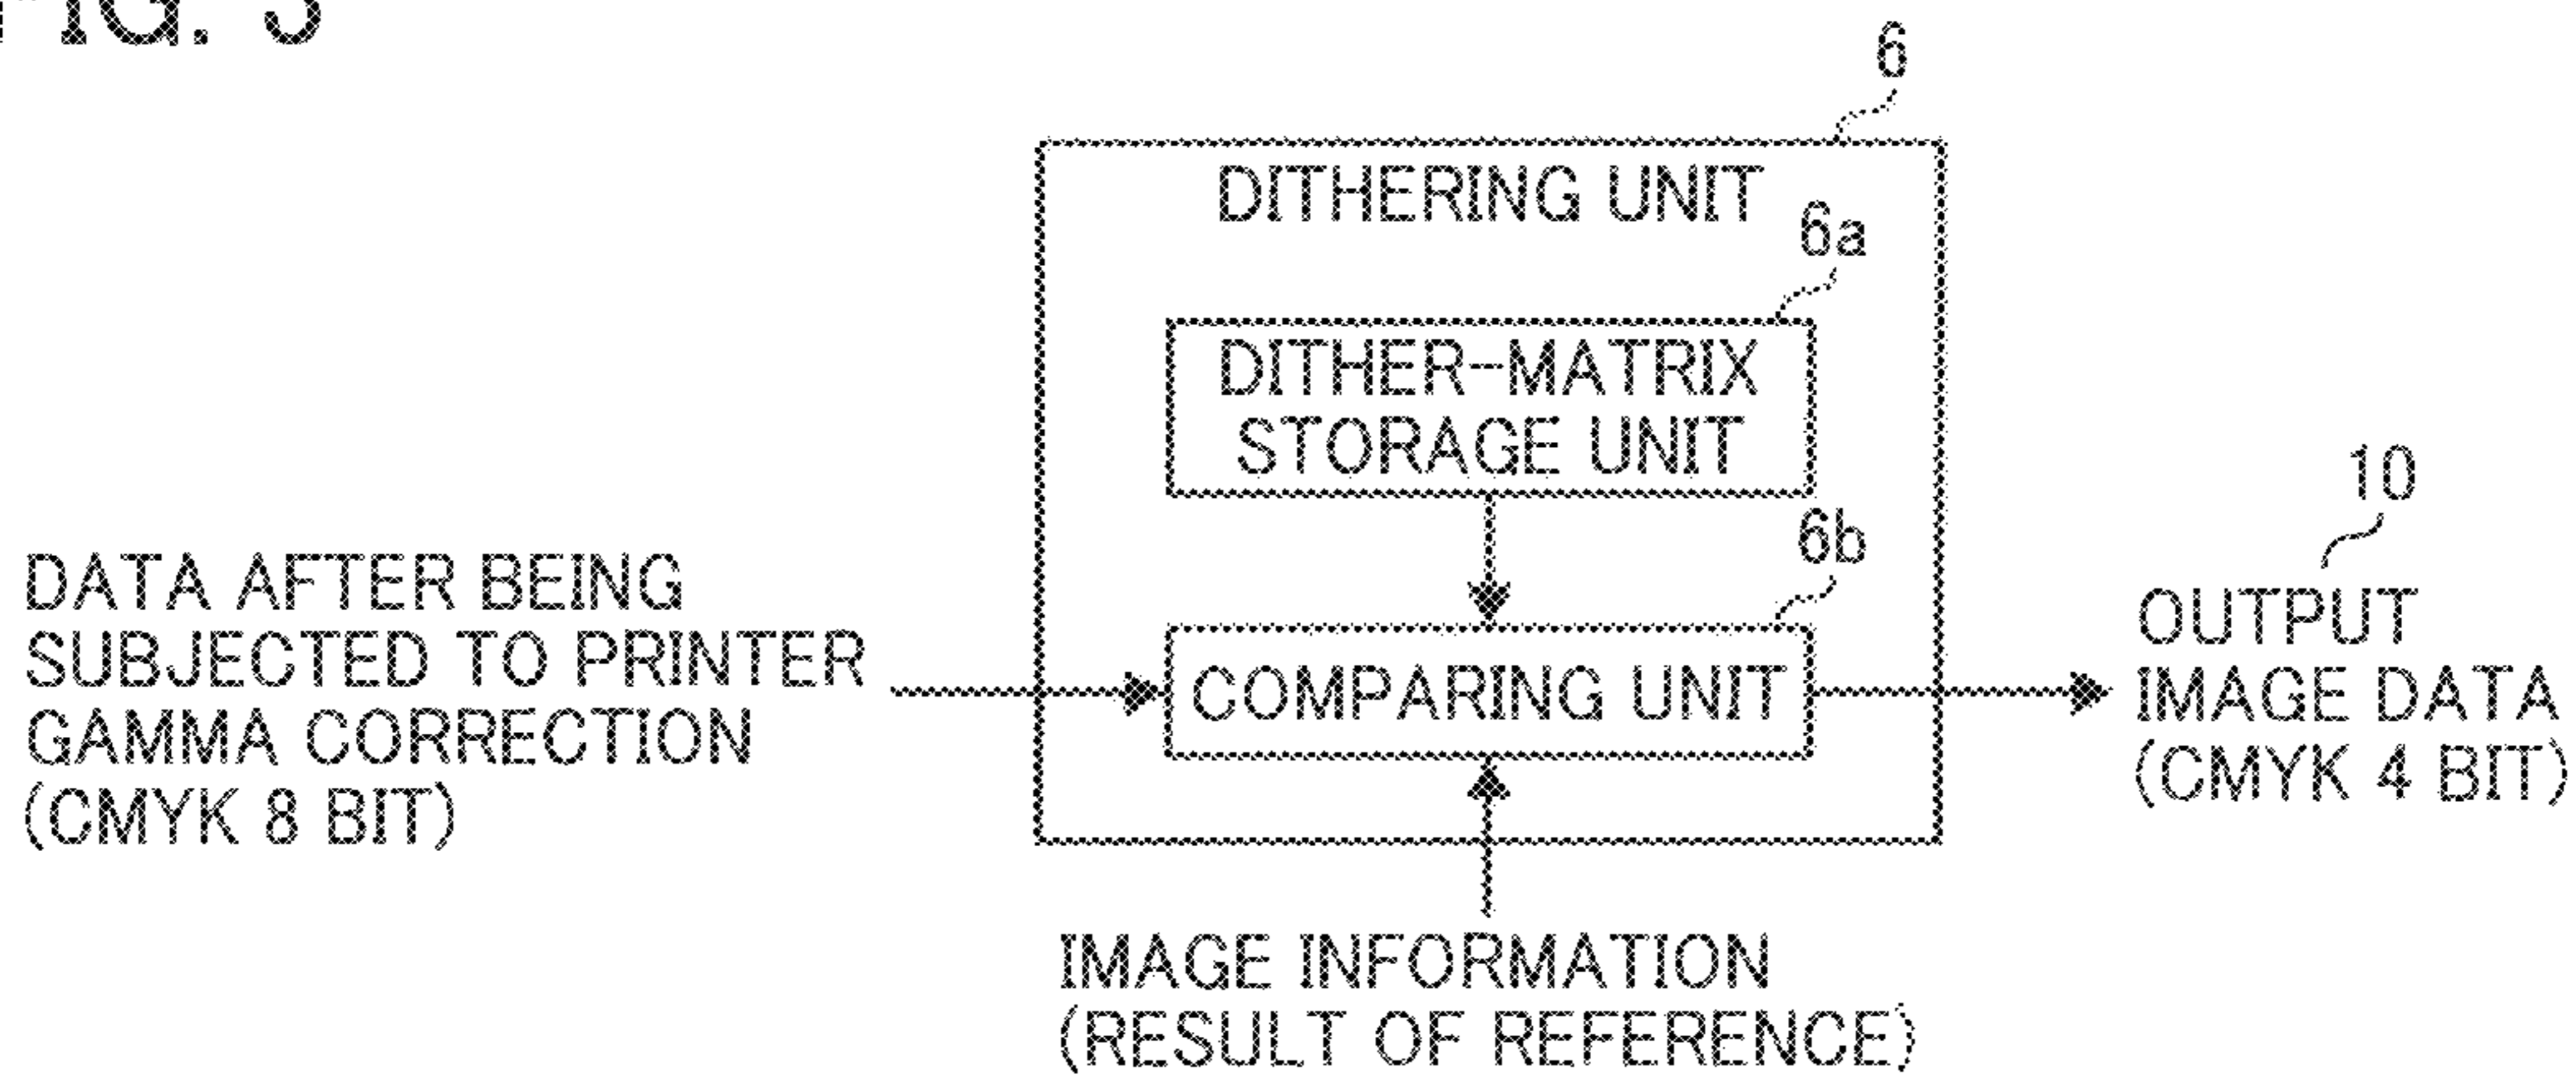 FIG. 3
6
DITHERING UNIT
6a
DITHER-MATRIX
STORAGE UNIT
6b
COMPARING UNIT
DATA AFTER BEING
SUBJECTED TO PRINTER
GAMMA CORRECTION
(CMYK 8 BIT)
10
OUTPUT
IMAGE DATA
(CMYK 4 BIT)
IMAGE INFORMATION
(RESULT OF REFERENCE)